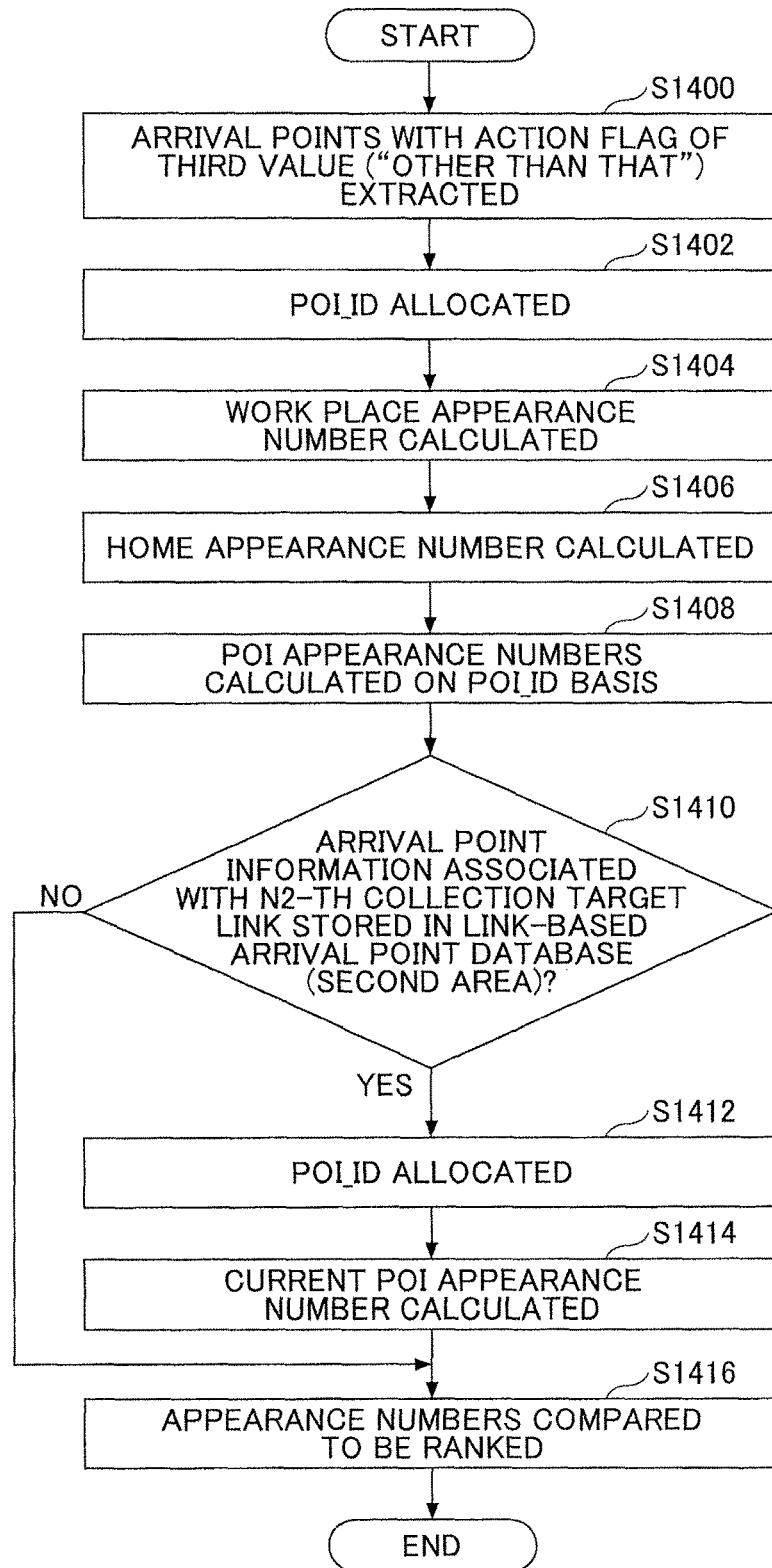 START
S1400
ARRIVAL POINTS WITH ACTION FLAG OF
THIRD VALUE (“OTHER THAN THAT”)
EXTRACTED
S1402
POI_ID ALLOCATED
S1404
WORK PLACE APPEARANCE
NUMBER CALCULATED
S1406
HOME APPEARANCE NUMBER CALCULATED
S1408
POI APPEARANCE NUMBERS
CALCULATED ON POI_ID BASIS
S1410
ARRIVAL POINT
INFORMATION ASSOCIATED
WITH N2-TH COLLECTION TARGET
LINK STORED IN LINK-BASED
ARRIVAL POINT DATABASE
(SECOND AREA)?
NO
YES
S1412
POI_ID ALLOCATED
S1414
CURRENT POI APPEARANCE
NUMBER CALCULATED
S1416
APPEARANCE NUMBERS COMPARED
TO BE RANKED
END